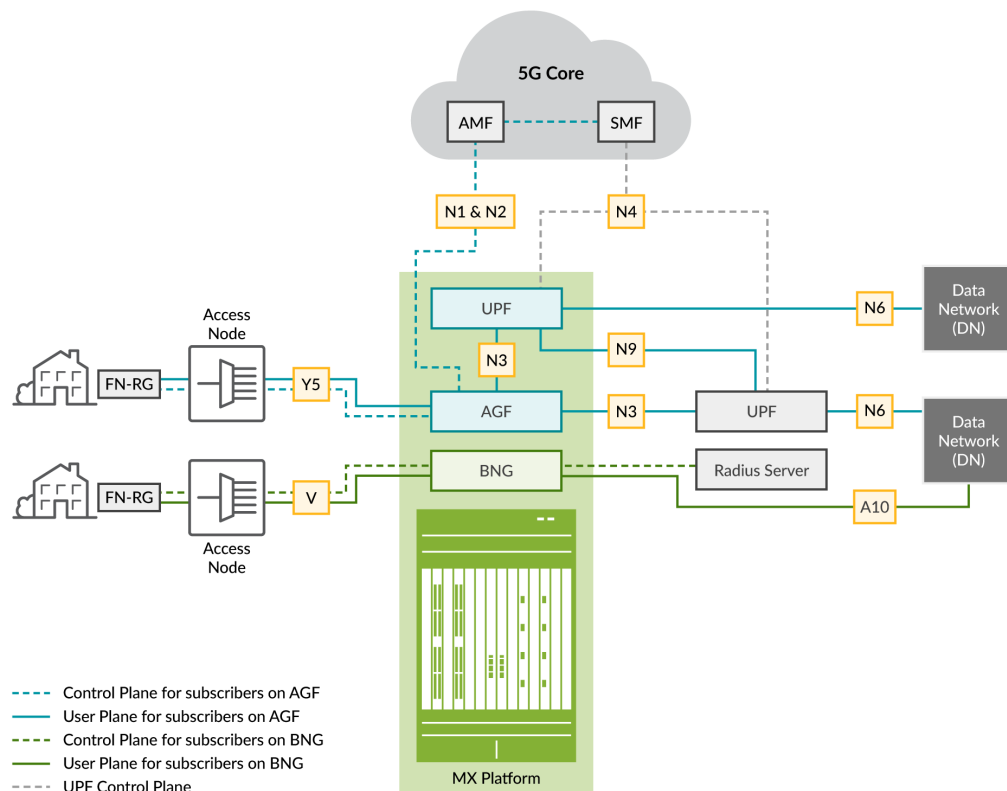 5G Core
AMF
SMF
N1 & N2
N4
UPF
N6
Data
Network
(DN)
Access
Node
N3
N9
FN-RG
Y5
AGF
N3
UPF
N6
Data
Network
(DN)
BNG
Radius Server
FN-RG
V
A10
Access
Node
Control Plane for subscribers on AGF
User Plane for subscribers on AGF
Control Plane for subscribers on BNG
User Plane for subscribers on BNG
UPF Control Plane
MX Platform